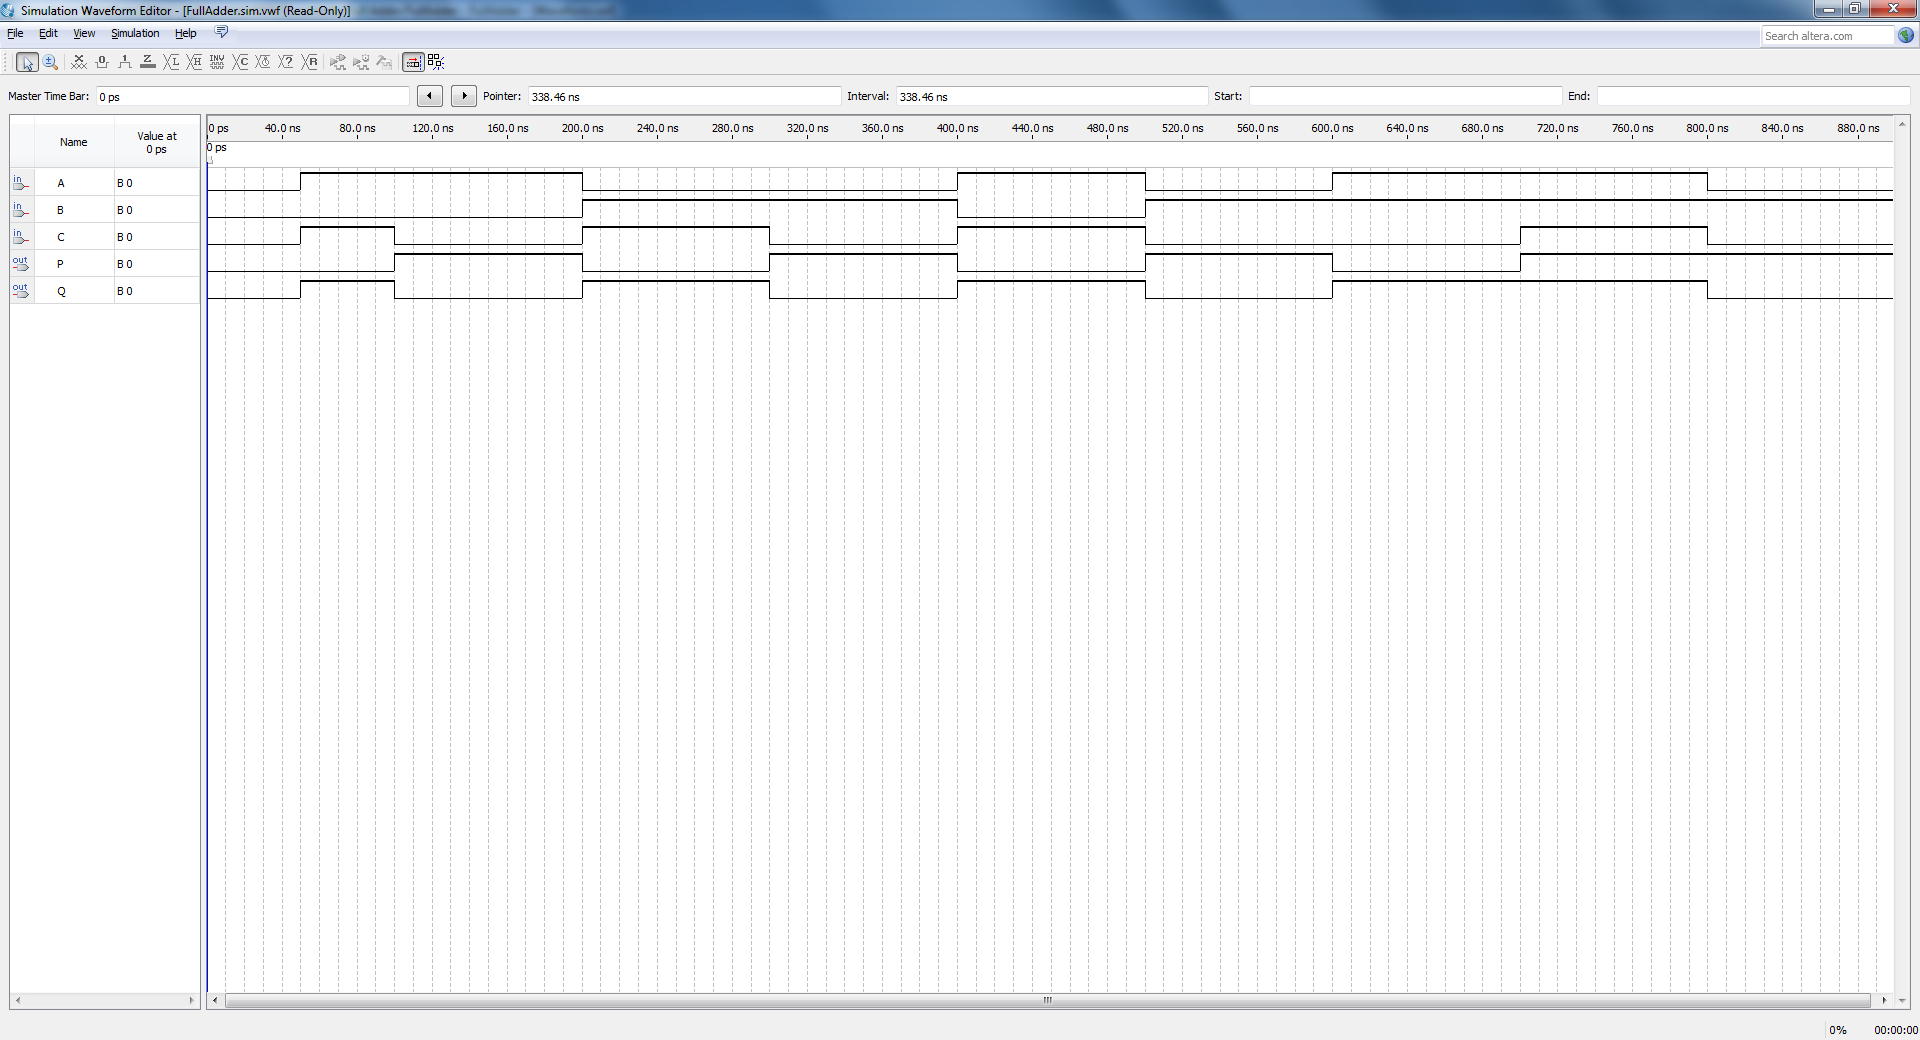 Simulation Waveform Editor - [FullAdder.sim.vwf (Read-Only)]
File Edit View Simulation Help
Search altera.com
Master Time Bar: 0 ps Pointer: 338.46 ns Interval: 338.46 ns Start: End:
Name Value at 0 ps
0 ps 40.0 ns 80.0 ns 120.0 ns 160.0 ns 200.0 ns 240.0 ns 280.0 ns 320.0 ns 360.0 ns 400.0 ns 440.0 ns 480.0 ns 520.0 ns 560.0 ns 600.0 ns 640.0 ns 680.0 ns 720.0 ns 760.0 ns 800.0 ns 840.0 ns 880.0 ns
0 ps
in A B 0
in B B 0
in C B 0
out P B 0
out Q B 0
0% 00:00:00